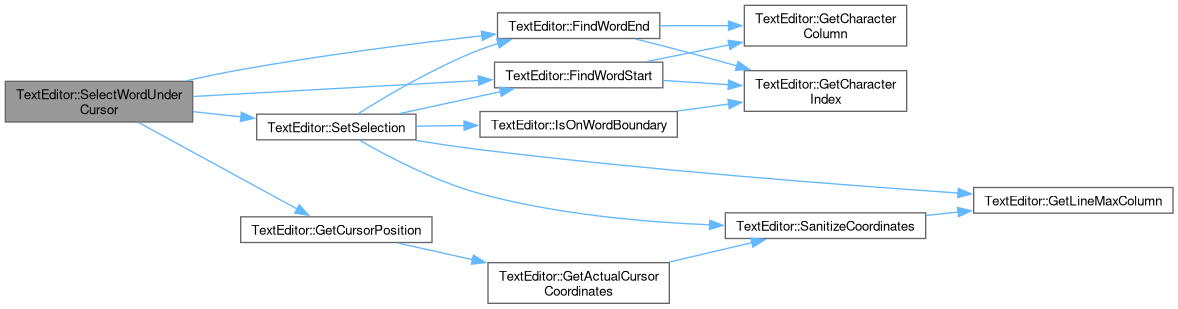 TextEditor::SelectWordUnder
Cursor
TextEditor::FindWordEnd
TextEditor::GetCharacter
Column
TextEditor::FindWordStart
TextEditor::GetCharacter
Index
TextEditor::SetSelection
TextEditor::IsOnWordBoundary
TextEditor::GetLineMaxColumn
TextEditor::GetCursorPosition
TextEditor::SanitizeCoordinates
TextEditor::GetActualCursor
Coordinates